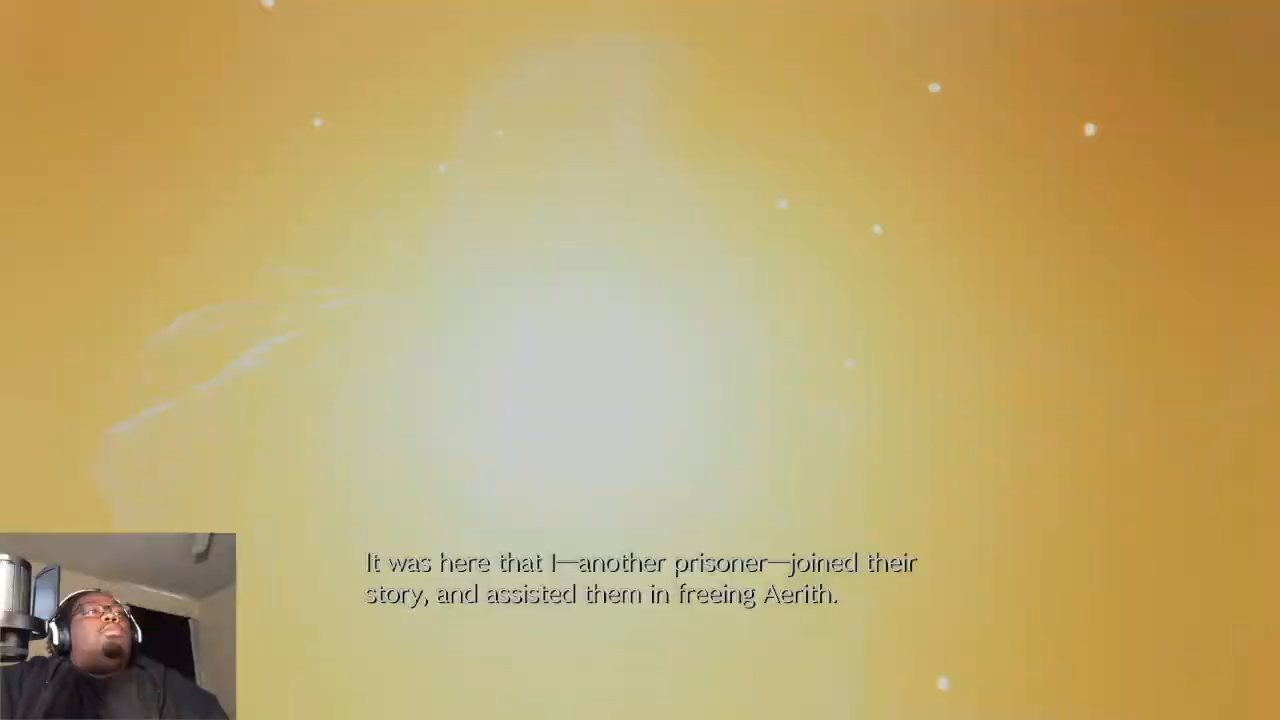 It was here that I—another prisoner—joined their
story, and assisted them in freeing Aerith.